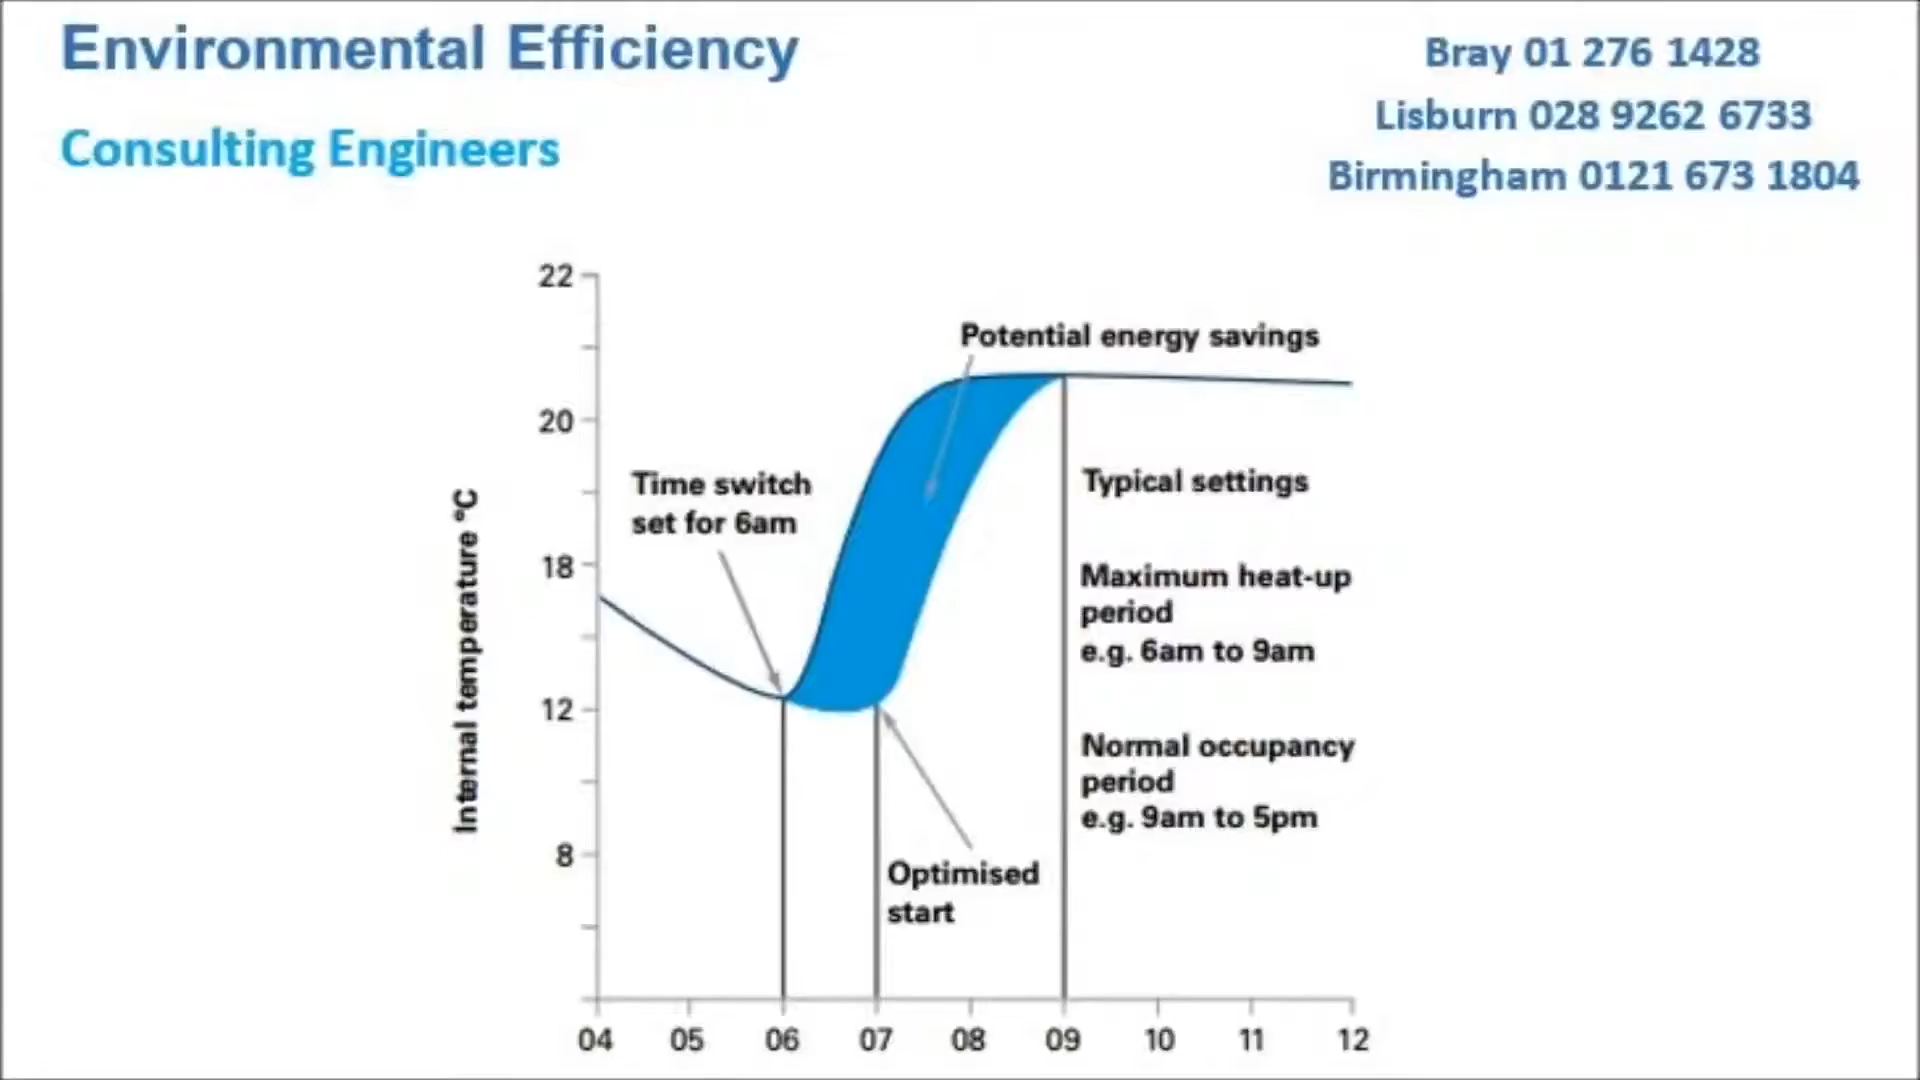 Environmental Efficiency
Consulting Engineers
Bray 01 276 1428
Lisburn 028 9262 6733
Birmingham 0121 673 1804
22
20
18
12
8
Internal temperature °C
Potential energy savings
Time switch
set for 6am
Typical settings
Maximum heat-up
period
e.g. 6am to 9am
Normal occupancy
period
e.g. 9am to 5pm
Optimised
start
04 05 06 07 08 09 10 11 12